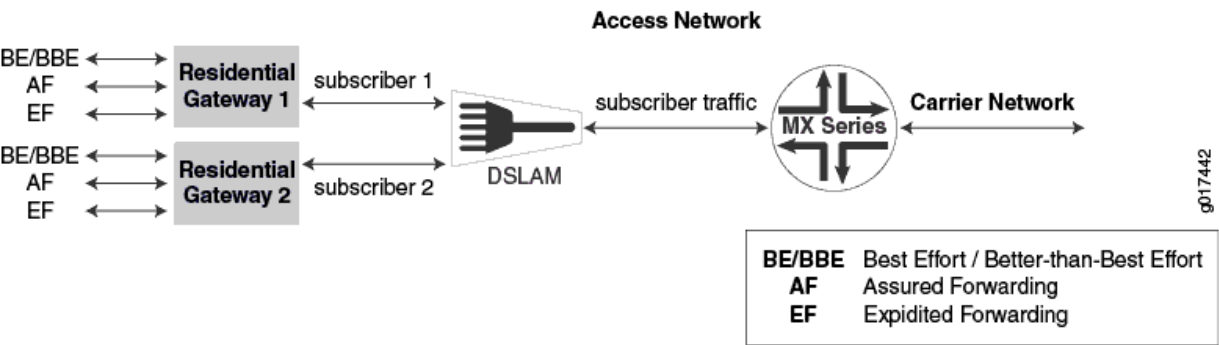 Access Network
BE/BBE
AF
EF
Residential
Gateway 1
subscriber 1
BE/BBE
AF
EF
Residential
Gateway 2
subscriber 2
DSLAM
subscriber traffic
MX Series
Carrier Network
g017442
BE/BBE Best Effort / Better-than-Best Effort
AF Assured Forwarding
EF Expidited Forwarding